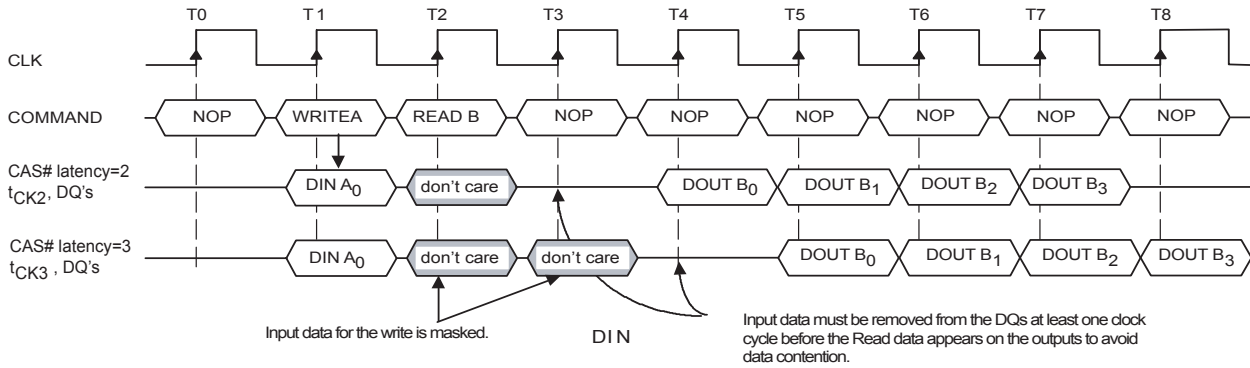 T0 T1 T2 T3 T4 T5 T6 T7 T8
CLK
COMMAND NOP WRITEA READ B NOP NOP NOP NOP NOP NOP
CAS# latency=2
tCK2, DQ's DIN A0 don't care DOUT B0 DOUT B1 DOUT B2 DOUT B3
CAS# latency=3
tCK3 , DQ's DIN A0 don't care don't care DOUT B0 DOUT B1 DOUT B2 DOUT B3
Input data for the write is masked.
DIN
Input data must be removed from the DQs at least one clock
cycle before the Read data appears on the outputs to avoid
data contention.